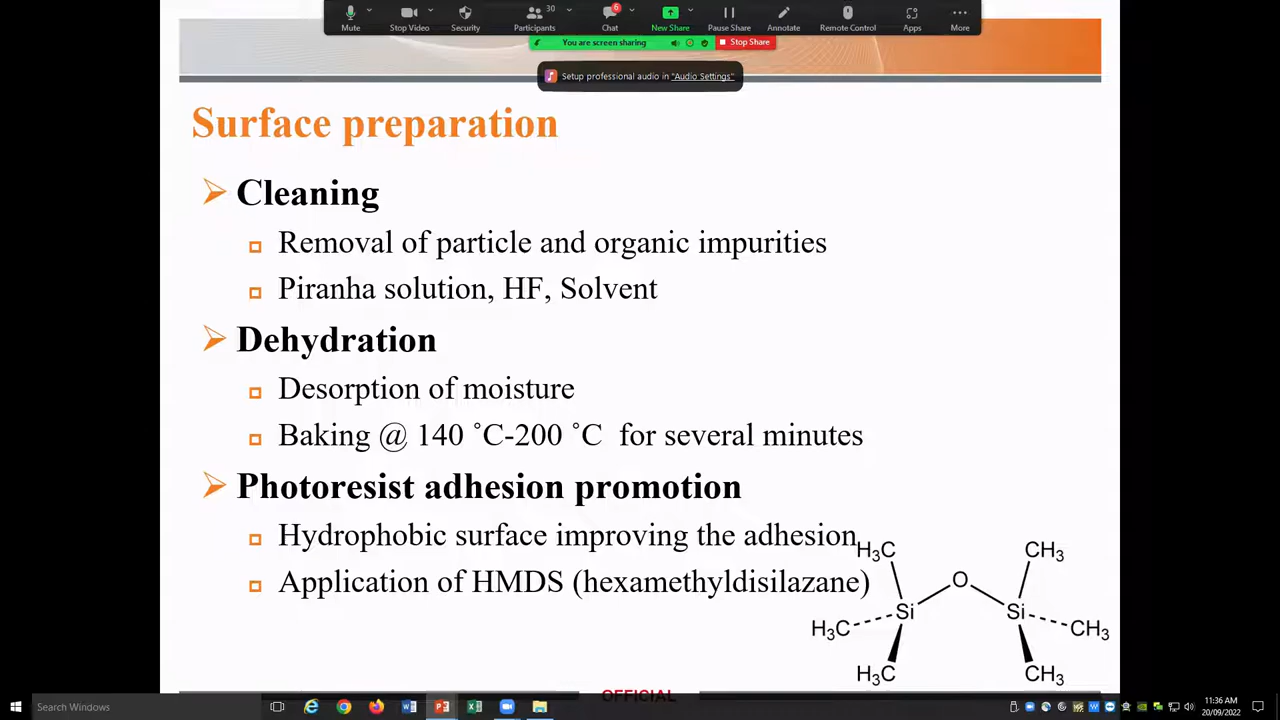 Mute
Stop Video
Security
30
Participants
6
Chat
New Share
Pause Share
Annotate
Remote Control
Apps
More
You are screen sharing
Stop Share
Setup professional audio in "Audio Settings"
Surface preparation
Cleaning
Removal of particle and organic impurities
Piranha solution, HF, Solvent
Dehydration
Desorption of moisture
Baking @ 140 ˚C-200 ˚C for several minutes
Photoresist adhesion promotion
Hydrophobic surface improving the adhesion
Application of HMDS (hexamethyldisilazane)
H₃C CH₃
O
Si Si
H₃C CH₃
H₃C CH₃
OFFICIAL
Search Windows
11:36 AM
20/09/2022